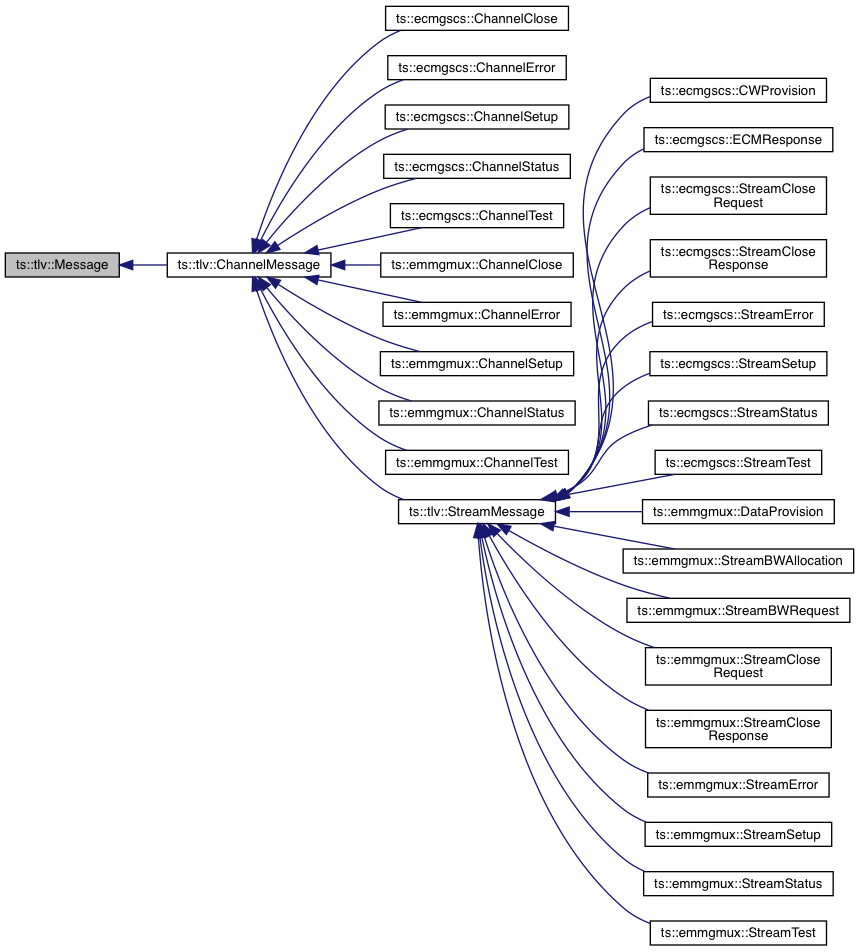 ts::tlv::Message
ts::tlv::ChannelMessage
ts::ecmgscs::ChannelClose
ts::ecmgscs::ChannelError
ts::ecmgscs::ChannelSetup
ts::ecmgscs::ChannelStatus
ts::ecmgscs::ChannelTest
ts::emmgmux::ChannelClose
ts::emmgmux::ChannelError
ts::emmgmux::ChannelSetup
ts::emmgmux::ChannelStatus
ts::emmgmux::ChannelTest
ts::tlv::StreamMessage
ts::ecmgscs::CWProvision
ts::ecmgscs::ECMResponse
ts::ecmgscs::StreamClose
Request
ts::ecmgscs::StreamClose
Response
ts::ecmgscs::StreamError
ts::ecmgscs::StreamSetup
ts::ecmgscs::StreamStatus
ts::ecmgscs::StreamTest
ts::emmgmux::DataProvision
ts::emmgmux::StreamBWAllocation
ts::emmgmux::StreamBWRequest
ts::emmgmux::StreamClose
Request
ts::emmgmux::StreamClose
Response
ts::emmgmux::StreamError
ts::emmgmux::StreamSetup
ts::emmgmux::StreamStatus
ts::emmgmux::StreamTest